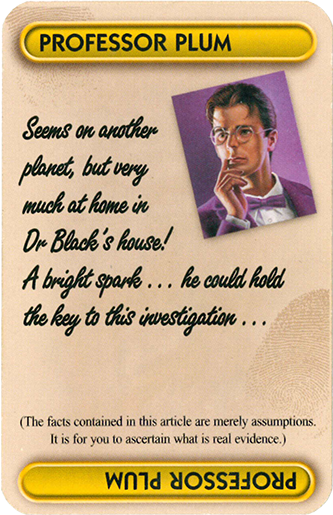 PROFESSOR PLUM
Seems on another
planet, but very
much at home in
Dr Black's house!
A bright spark . . . he could hold
the key to this investigation . . .
(The facts contained in this article are merely assumptions.
It is for you to ascertain what is real evidence.)
PROFESSOR PLUM